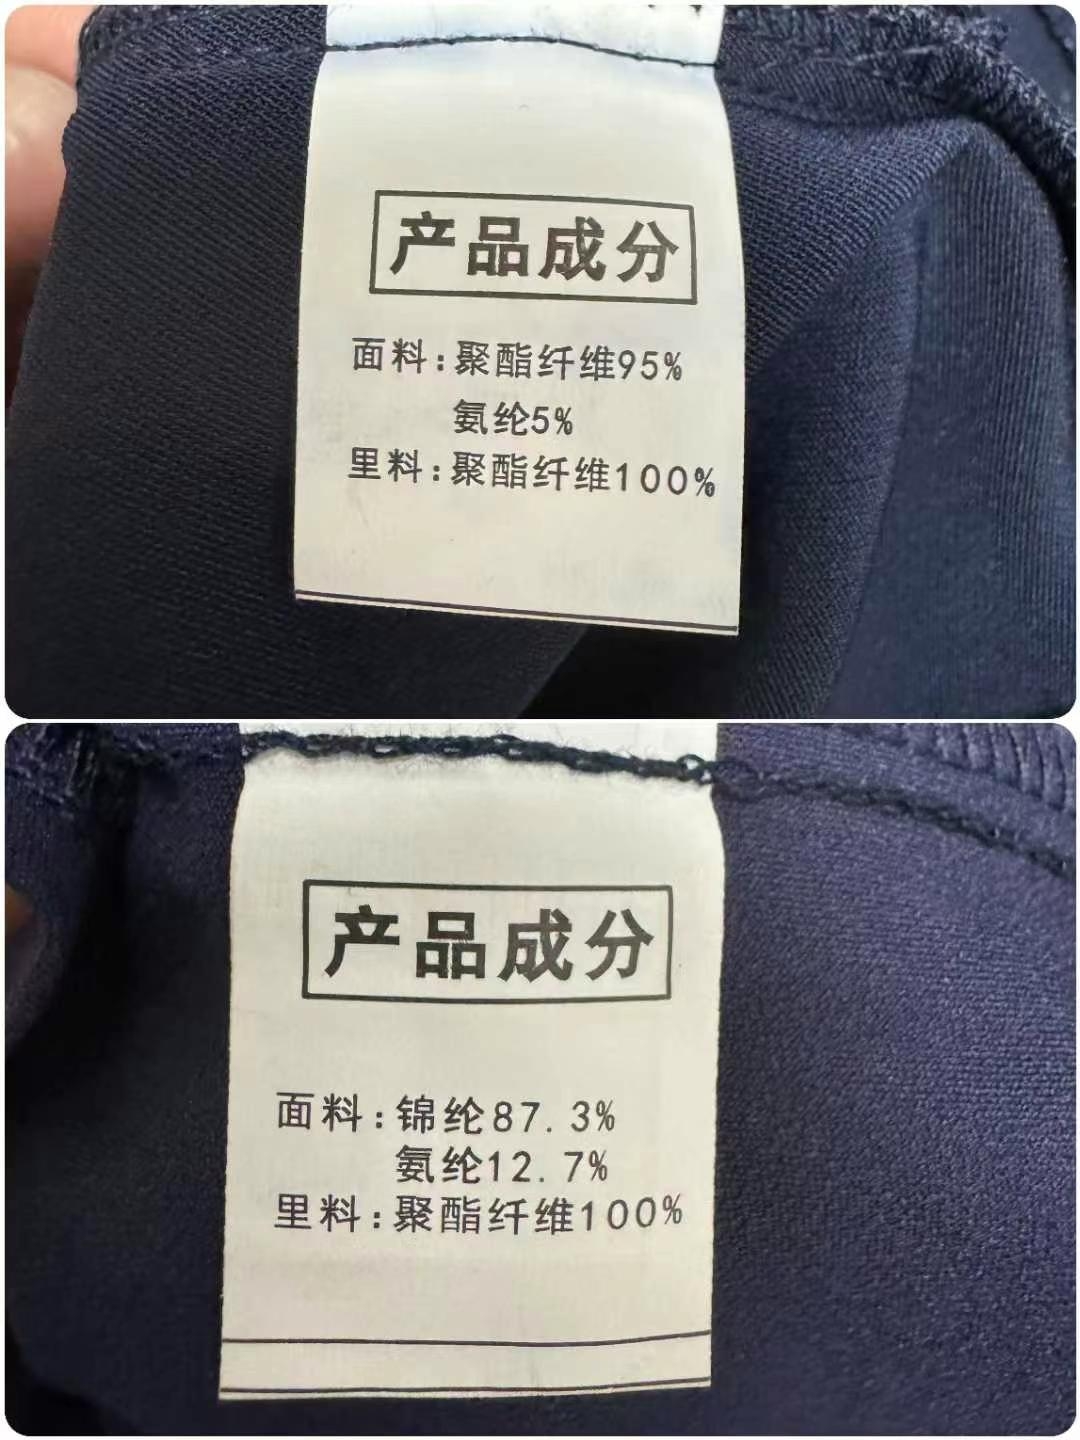 产品成分
面料:聚酯纤维95%
氨纶5%
里料:聚酯纤维100%
产品成分
面料:锦纶87.3%
氨纶12.7%
里料:聚酯纤维100%